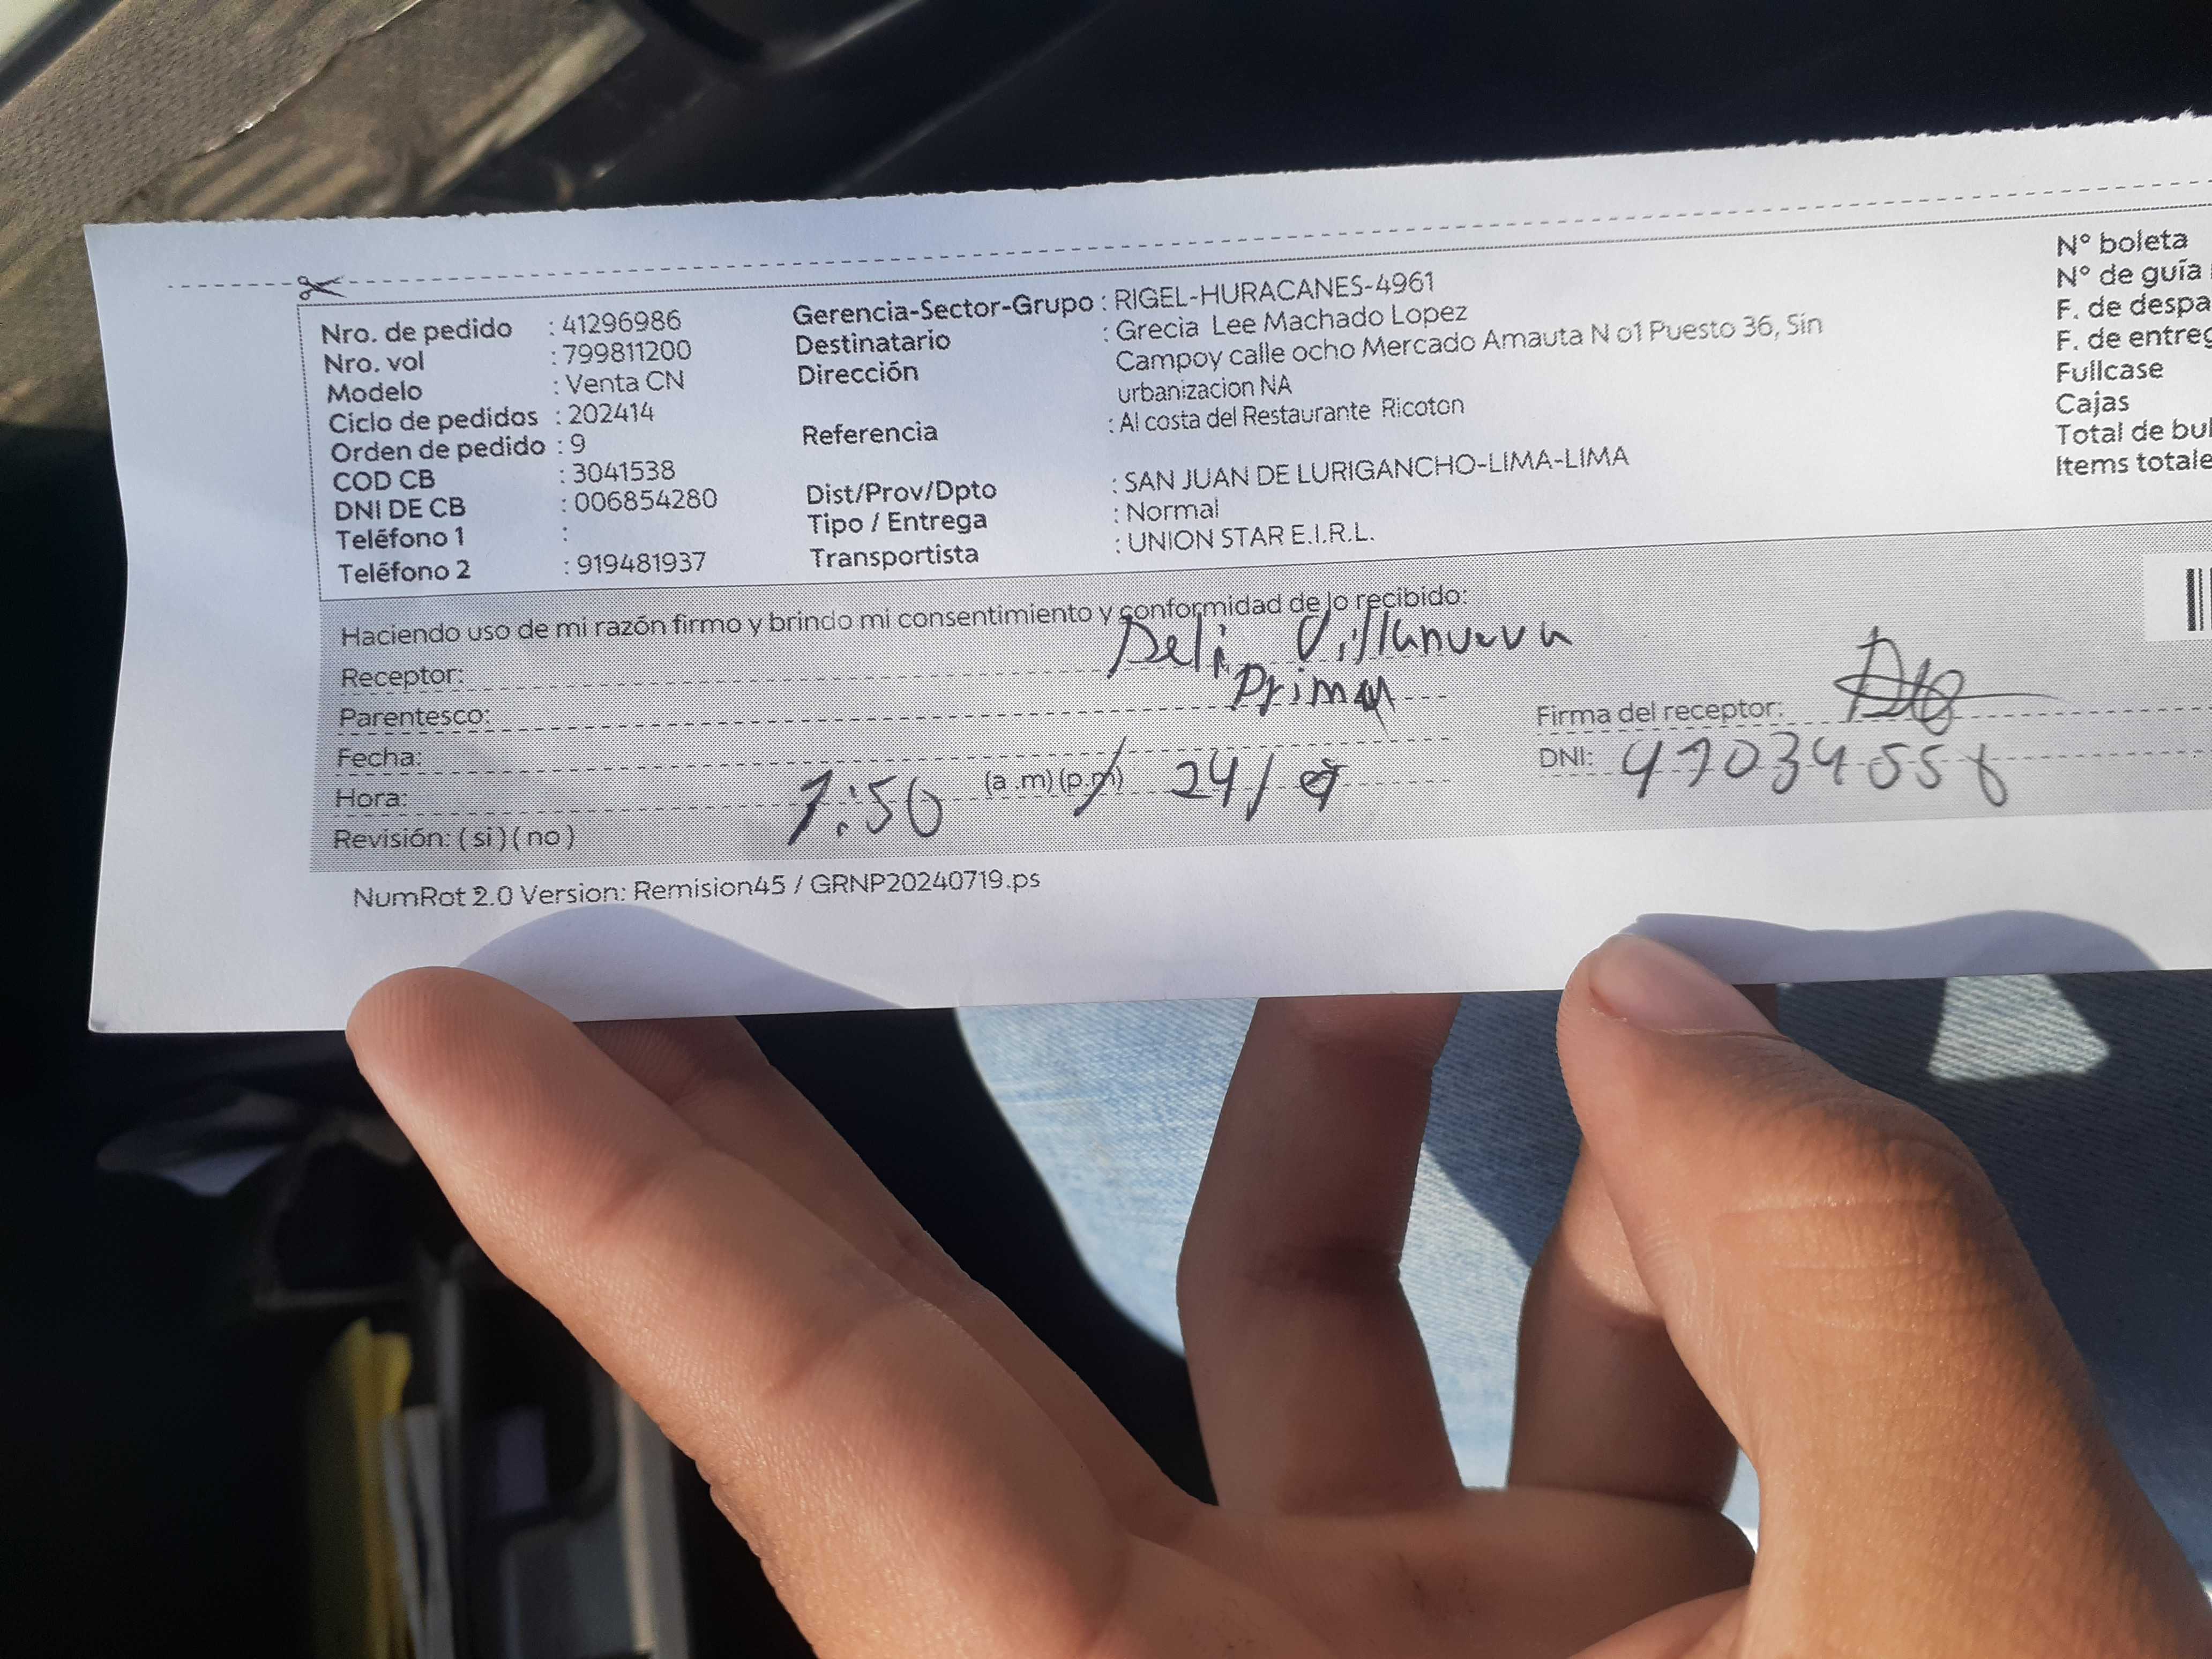 Nro. de pedido : 41296986
Nro. vol : 799811200
Modelo : Venta CN
Ciclo de pedidos : 202414
Orden de pedido : 9
COD CB : 3041538
DNI DE CB : 006854280
Teléfono 1 :
Teléfono 2 : 919481937
Gerencia-Sector-Grupo : RIGEL-HURACANES-4961
Destinatario : Grecia Lee Machado Lopez
Dirección Campoy calle ocho Mercado Amauta N o1 Puesto 36, Sin
urbanizacion NA
Referencia : Al costa del Restaurante Ricoton
Dist/Prov/Dpto : SAN JUAN DE LURIGANCHO-LIMA-LIMA
Tipo / Entrega : Normal
Transportista : UNION STAR E.I.R.L.
N° boleta
N° de guía
F. de despa
F. de entreg
Fullcase
Cajas
Total de bul
Items totale
Haciendo uso de mi razón firmo y brindo mi consentimiento y conformidad de lo recibido:
Receptor: Deli Villanueva
Parentesco: Prima
Fecha:
Hora: 1:50 (a.m) (p.m) 24/
Revisión: ( si ) ( no )
Firma del receptor:
DNI:
NumRot 2.0 Version: Remision45 / GRNP20240719.ps